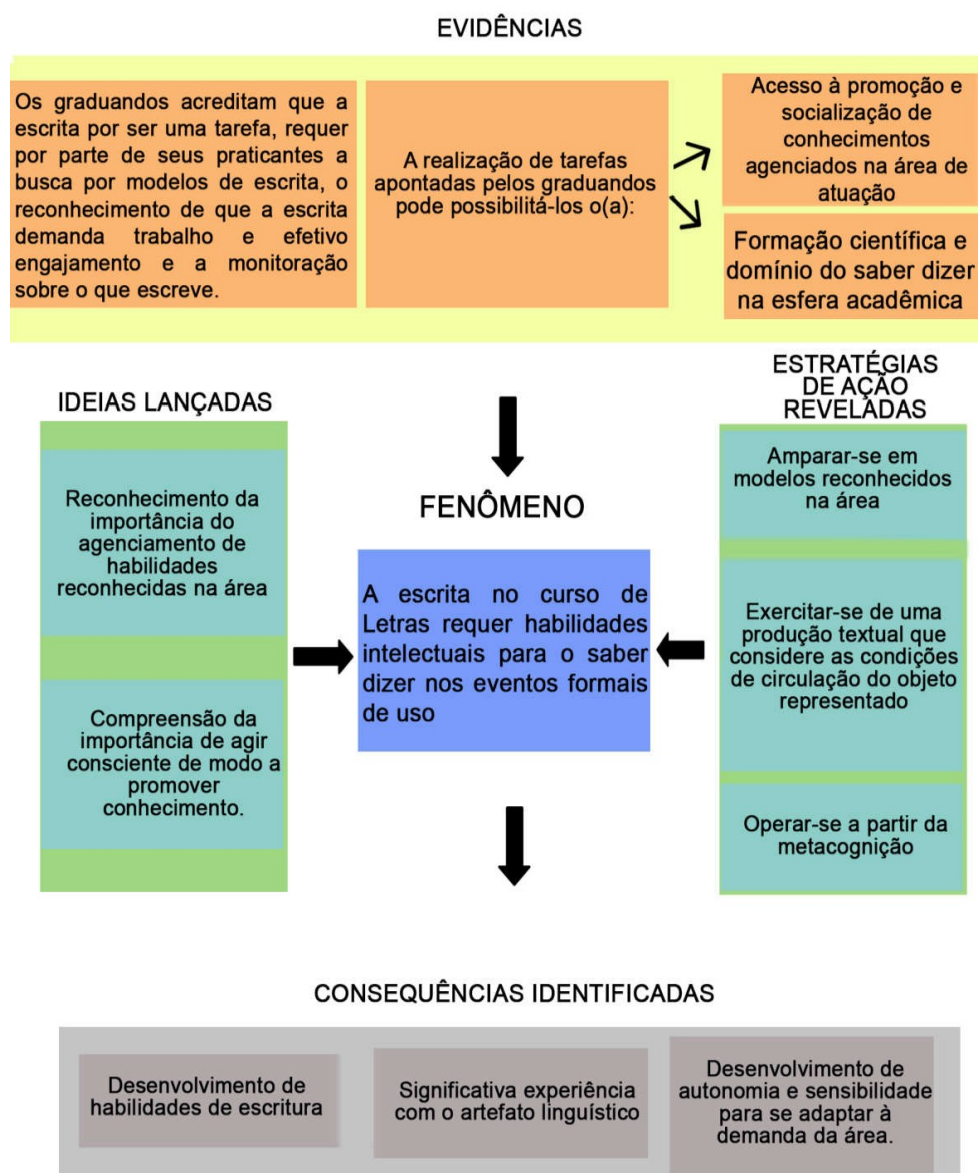 EVIDÊNCIAS
Os graduandos acreditam que a
escrita por ser uma tarefa, requer
por parte de seus praticantes a
busca por modelos de escrita, o
reconhecimento de que a escrita
demanda trabalho e efetivo
engajamento e a monitoração
sobre o que escreve.
A realização de tarefas
apontadas pelos graduandos
pode possibilitá-los o(a):
Acesso à promoção e
socialização de
conhecimentos
agenciados na área de
atuação
Formação científica e
domínio do saber dizer
na esfera acadêmica
IDEIAS LANÇADAS
Reconhecimento da
importância do
agenciamento de
habilidades
reconhecidas na área
Compreensão da
importância de agir
consciente de modo a
promover
conhecimento.
FENÔMENO
A escrita no curso de
Letras requer habilidades
intelectuais para o saber
dizer nos eventos formais
de uso
ESTRATÉGIAS
DE AÇÃO
REVELADAS
Amparar-se em
modelos reconhecidos
na área
Exercitar-se de uma
produção textual que
considere as condições
de circulação do objeto
representado
Operar-se a partir da
metacognição
CONSEQUÊNCIAS IDENTIFICADAS
Desenvolvimento de
habilidades de escritura
Significativa experiência
com o artefato linguístico
Desenvolvimento de
autonomia e sensibilidade
para se adaptar à
demanda da área.